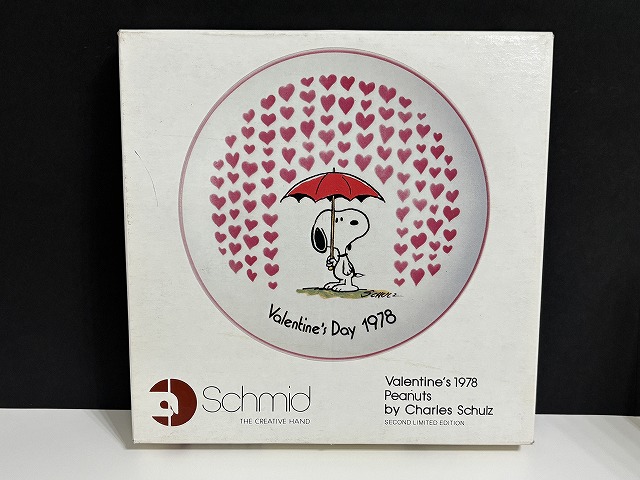 SCHULZ
Valentine's Day 1978
Schmid
THE CREATIVE HAND
Valentine's 1978
Peanuts
by Charles Schulz
SECOND LIMITED EDITION